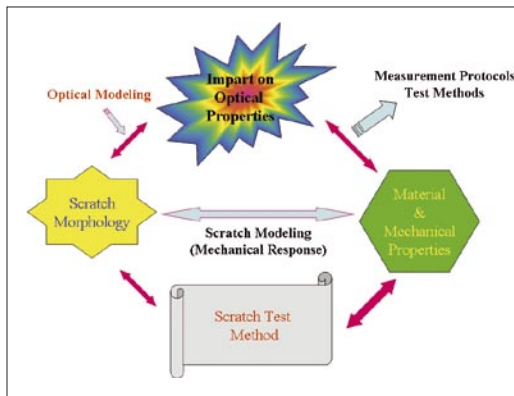 Impart on
Optical
Properties
Optical Modeling
Measurement Protocols
Test Methods
Scratch
Morphology
Scratch Modeling
(Mechanical Response)
Material
&
Mechanical
Properties
Scratch Test
Method